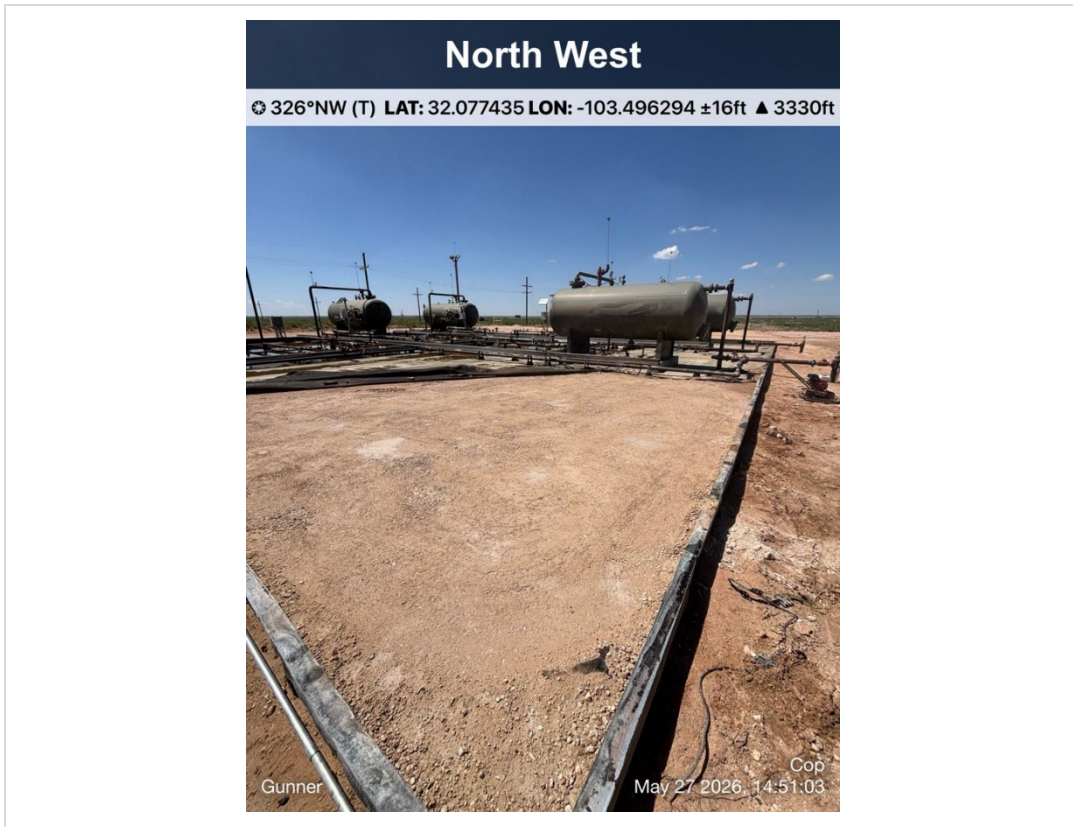 North West
326°NW (T) LAT: 32.077435 LON: -103.496294 ±16ft ▲ 3330ft
Cop
Gunner May 27 2026, 14:51:03